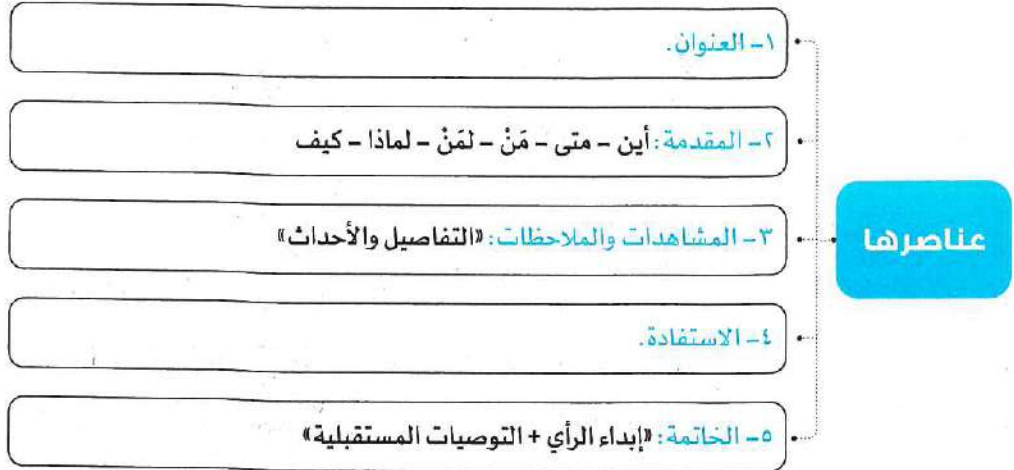 عناصرها
١- العنوان.
٢- المقدمة: أين - متى - مَنْ - لمَنْ - لماذا - كيف
٣- المشاهدات والملاحظات: «التفاصيل والأحداث»
٤- الاستفادة.
٥- الخاتمة: «إبداء الرأي + التوصيات المستقبلية»